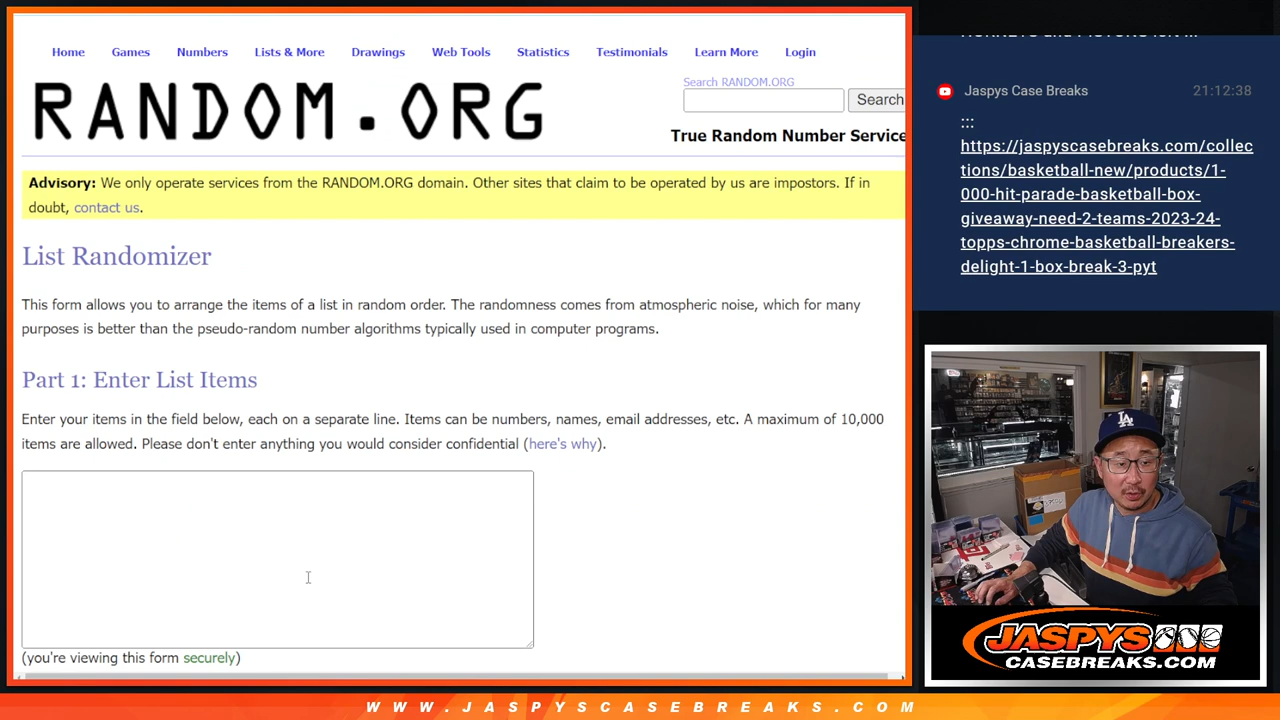 Home Games Numbers Lists & More Drawings Web Tools Statistics Testimonials Learn More Login
RANDOM.ORG
Search RANDOM.ORG
Search
True Random Number Service
Advisory: We only operate services from the RANDOM.ORG domain. Other sites that claim to be operated by us are impostors. If in
doubt, contact us.
List Randomizer
This form allows you to arrange the items of a list in random order. The randomness comes from atmospheric noise, which for many
purposes is better than the pseudo-random number algorithms typically used in computer programs.
Part 1: Enter List Items
Enter your items in the field below, each on a separate line. Items can be numbers, names, email addresses, etc. A maximum of 10,000
items are allowed. Please don't enter anything you would consider confidential (here's why).
(you're viewing this form securely)
Jaspys Case Breaks 21:12:38
:::
https://jaspyscasebreaks.com/collec
tions/basketball-new/products/1-
000-hit-parade-basketball-box-
giveaway-need-2-teams-2023-24-
topps-chrome-basketball-breakers-
delight-1-box-break-3-pyt
LA
JASPYS
CASEBREAKS.COM
WWW.JASPYSCASEBREAKS.COM